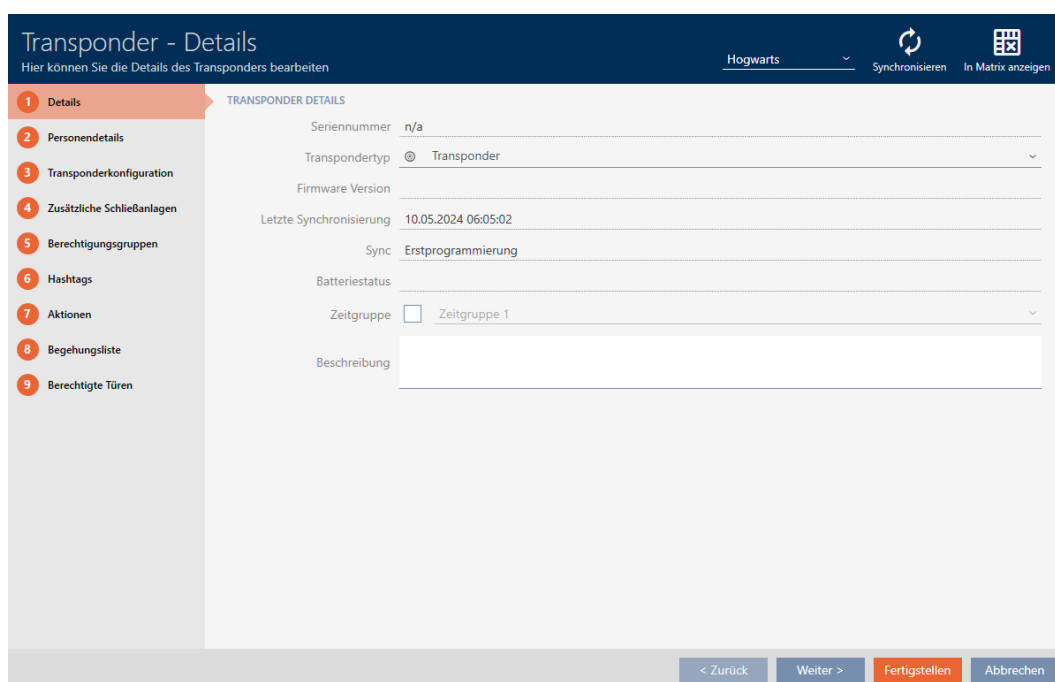 Transponder - Details
Hier können Sie die Details des Transponders bearbeiten
Hogwarts
Synchronisieren
In Matrix anzeigen
1 Details
2 Personendetails
3 Transponderkonfiguration
4 Zusätzliche Schließanlagen
5 Berechtigungsgruppen
6 Hashtags
7 Aktionen
8 Begehungsliste
9 Berechtigte Türen
TRANSPONDER DETAILS
Seriennummer n/a
Transpondertyp Transponder
Firmware Version
Letzte Synchronisierung 10.05.2024 06:05:02
Sync Erstprogrammierung
Batteriestatus
Zeitgruppe Zeitgruppe 1
Beschreibung
< Zurück Weiter > Fertigstellen Abbrechen